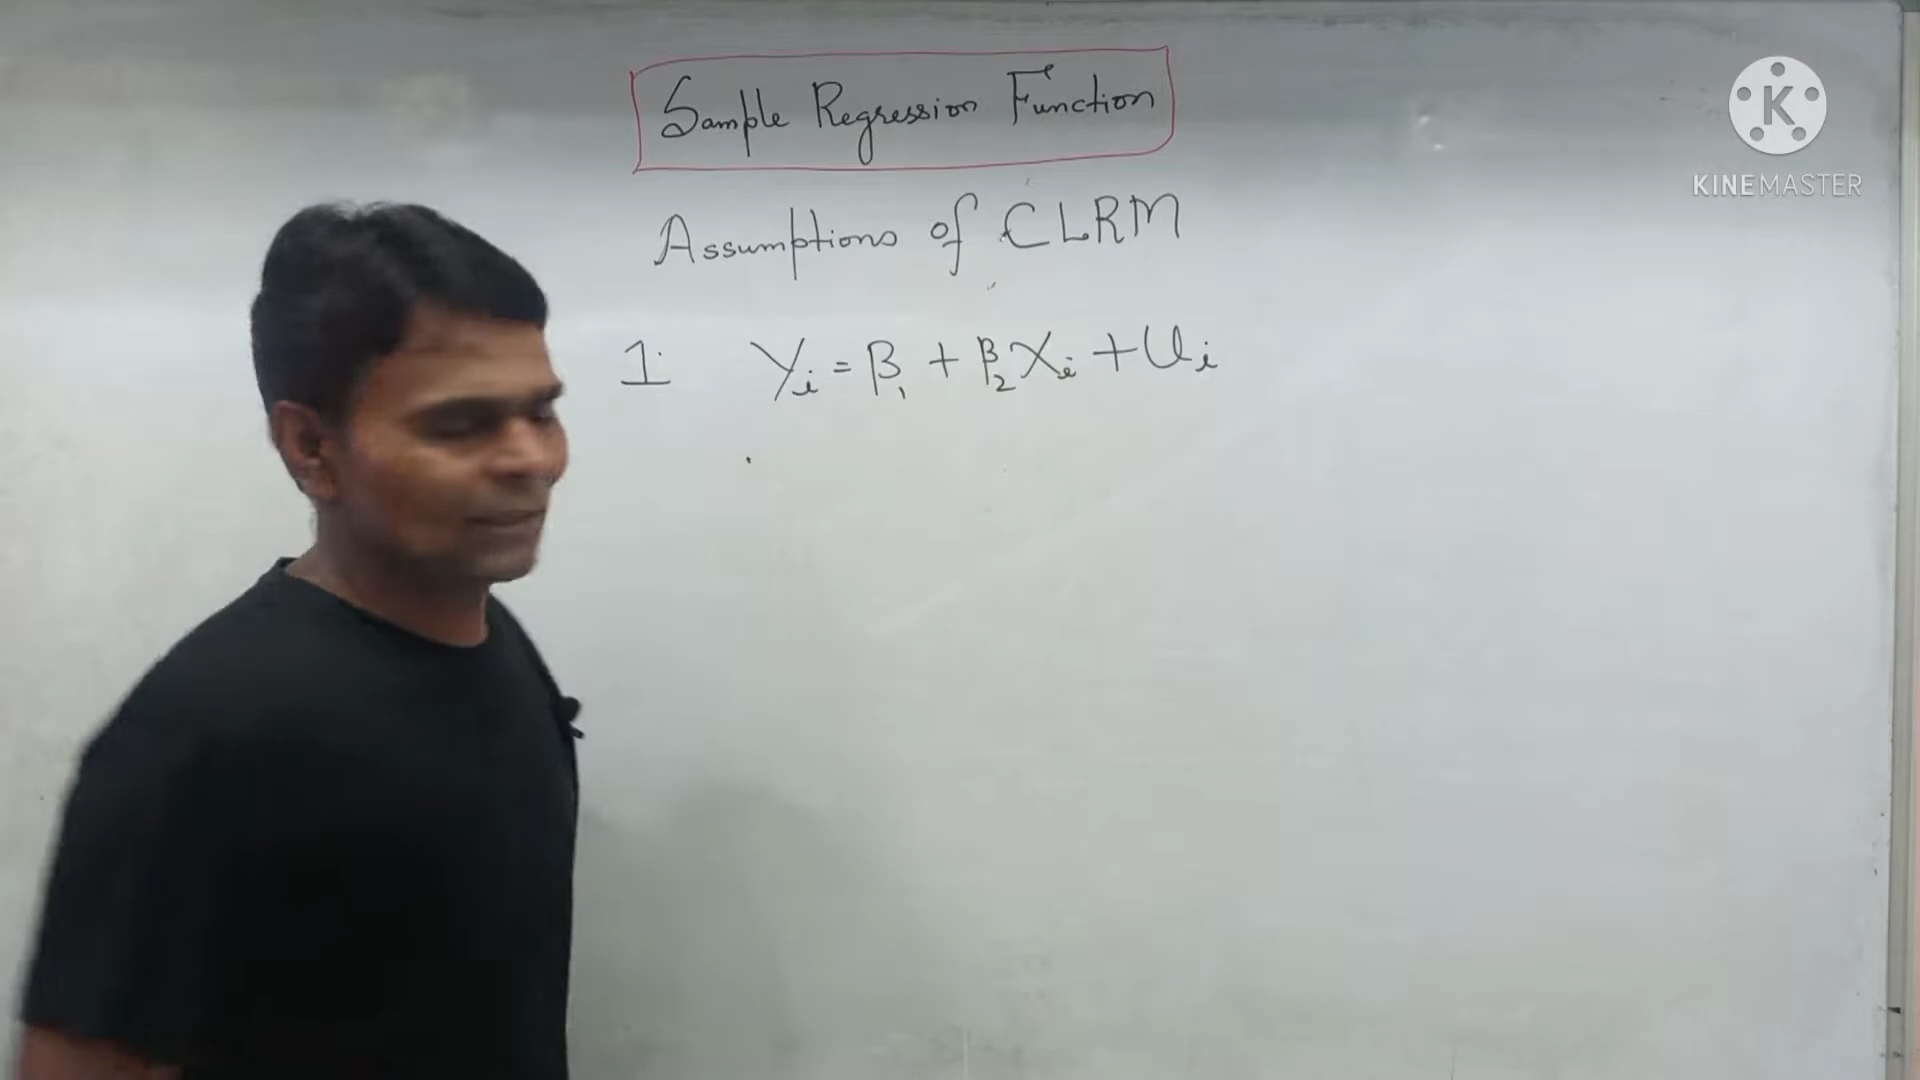 Sample Regression Function
Assumptions of CLRM
1. Yᵢ = β₁ + β₂Xᵢ + Uᵢ
K
KINEMASTER